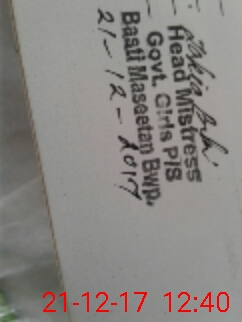 Head Mistress
Govt. Girls P/S
Basti Maseetan Bwp.
21-12-2017
21-12-17 12:40